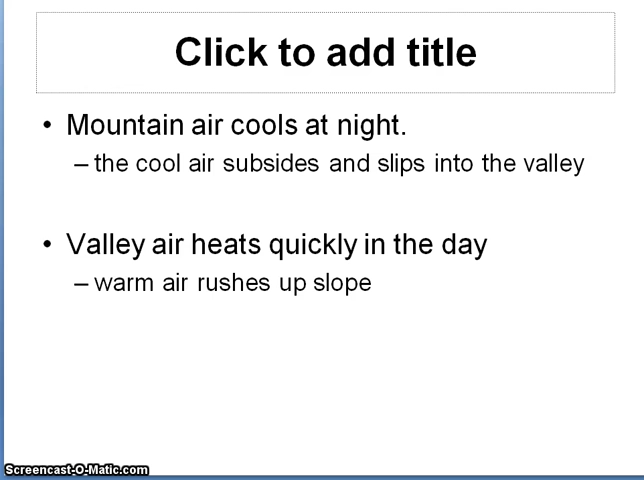 Click to add title
• Mountain air cools at night.
– the cool air subsides and slips into the valley
• Valley air heats quickly in the day
– warm air rushes up slope
Screencast-O-Matic.com